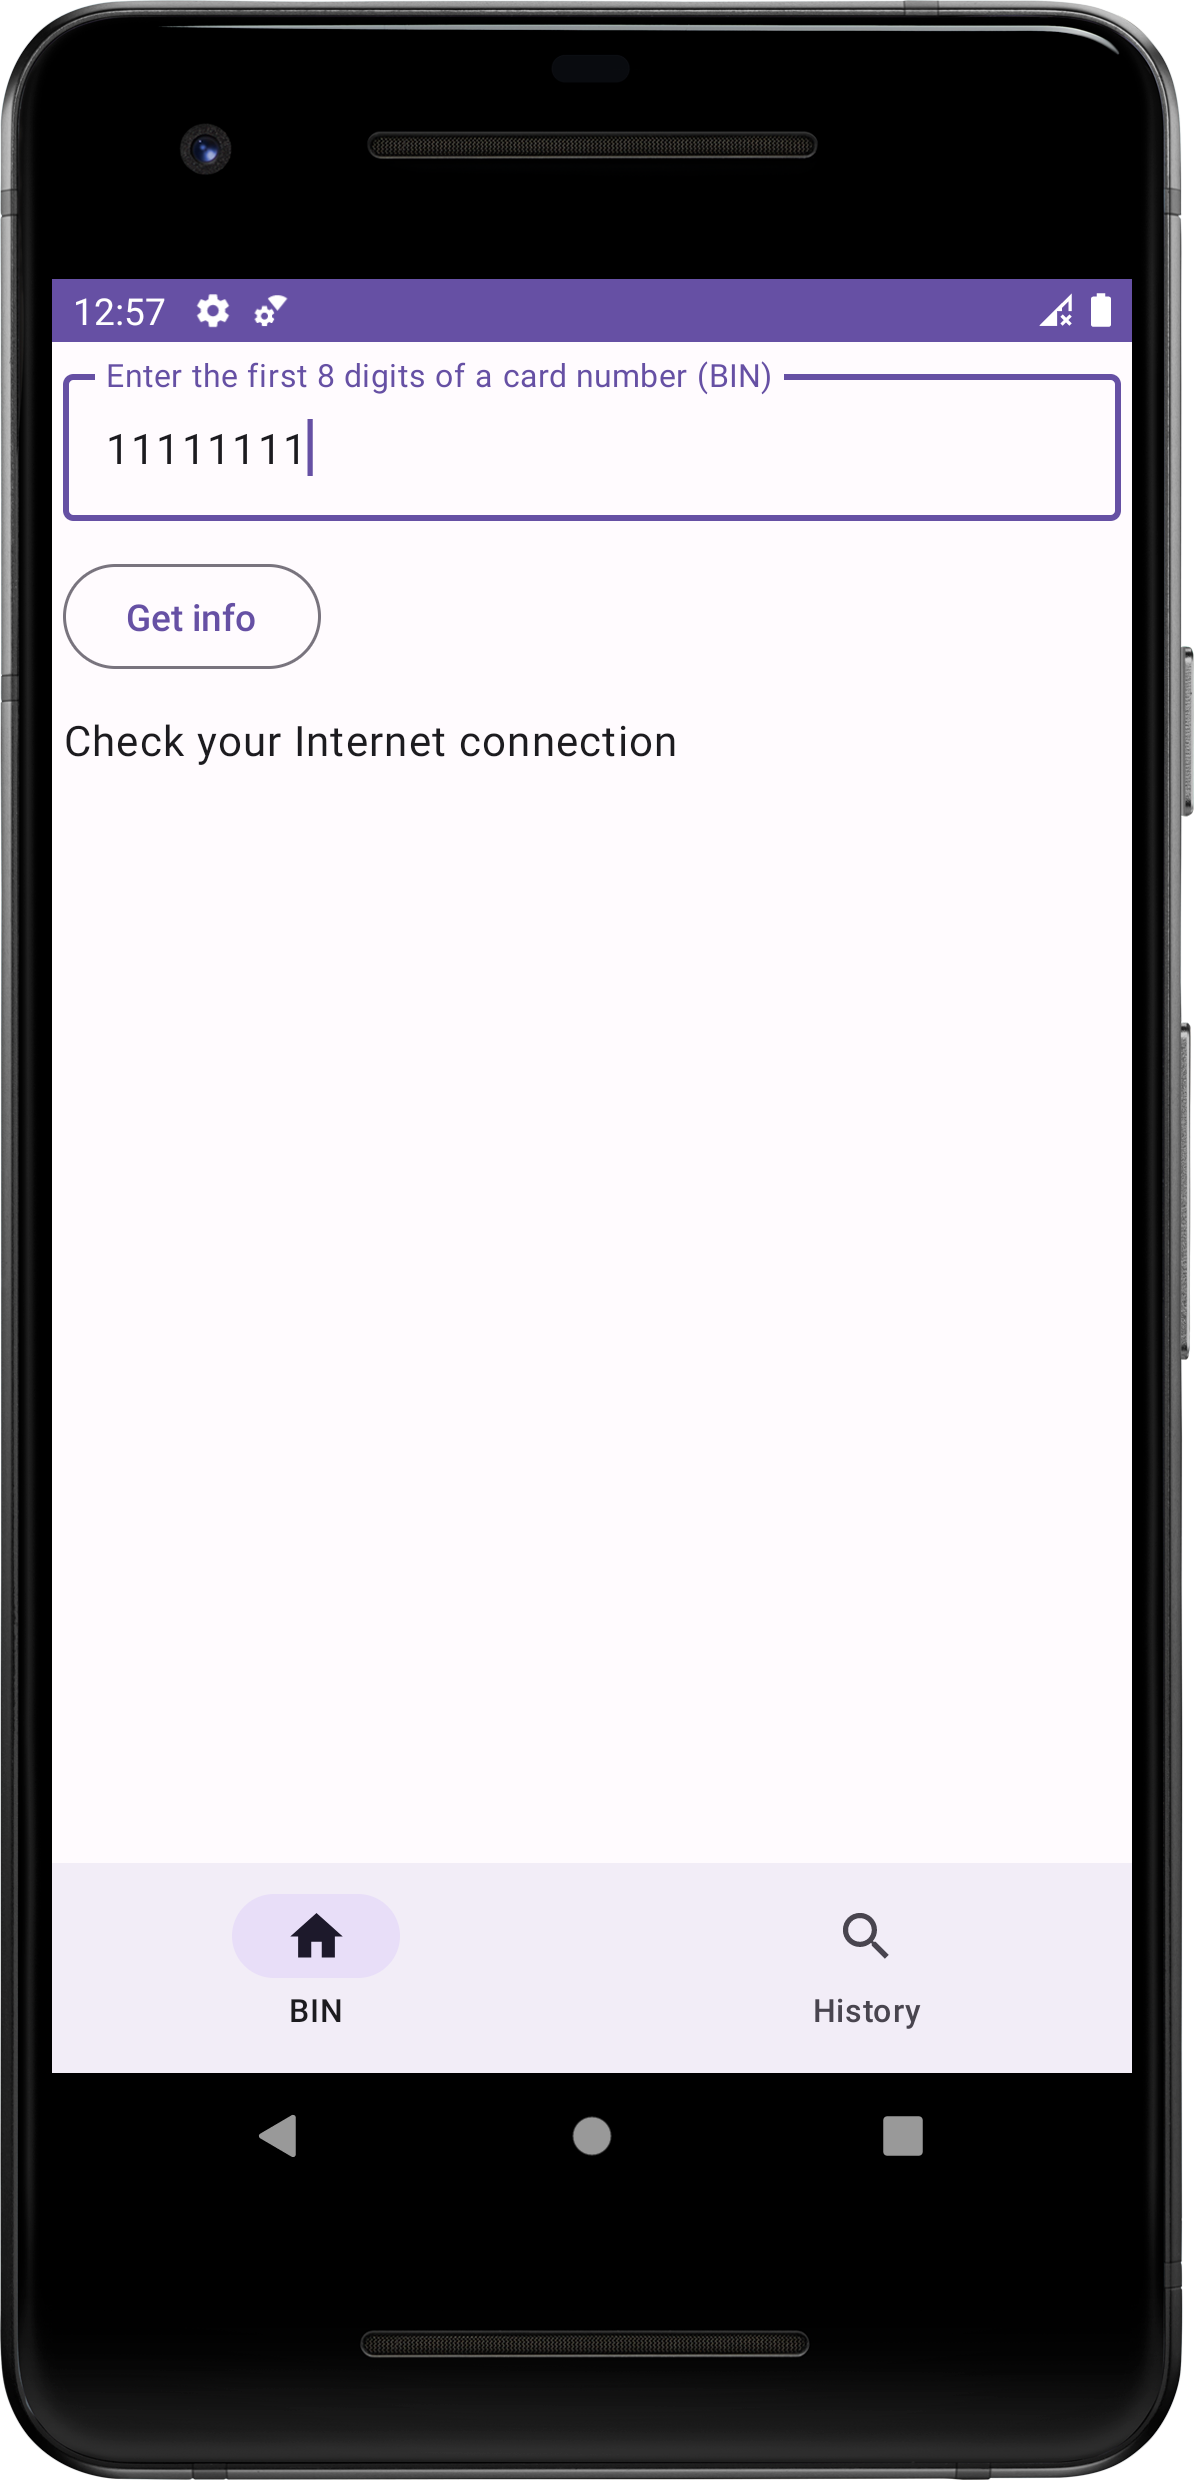 12:57
Enter the first 8 digits of a card number (BIN)
11111111
Get info
Check your Internet connection
BIN
History